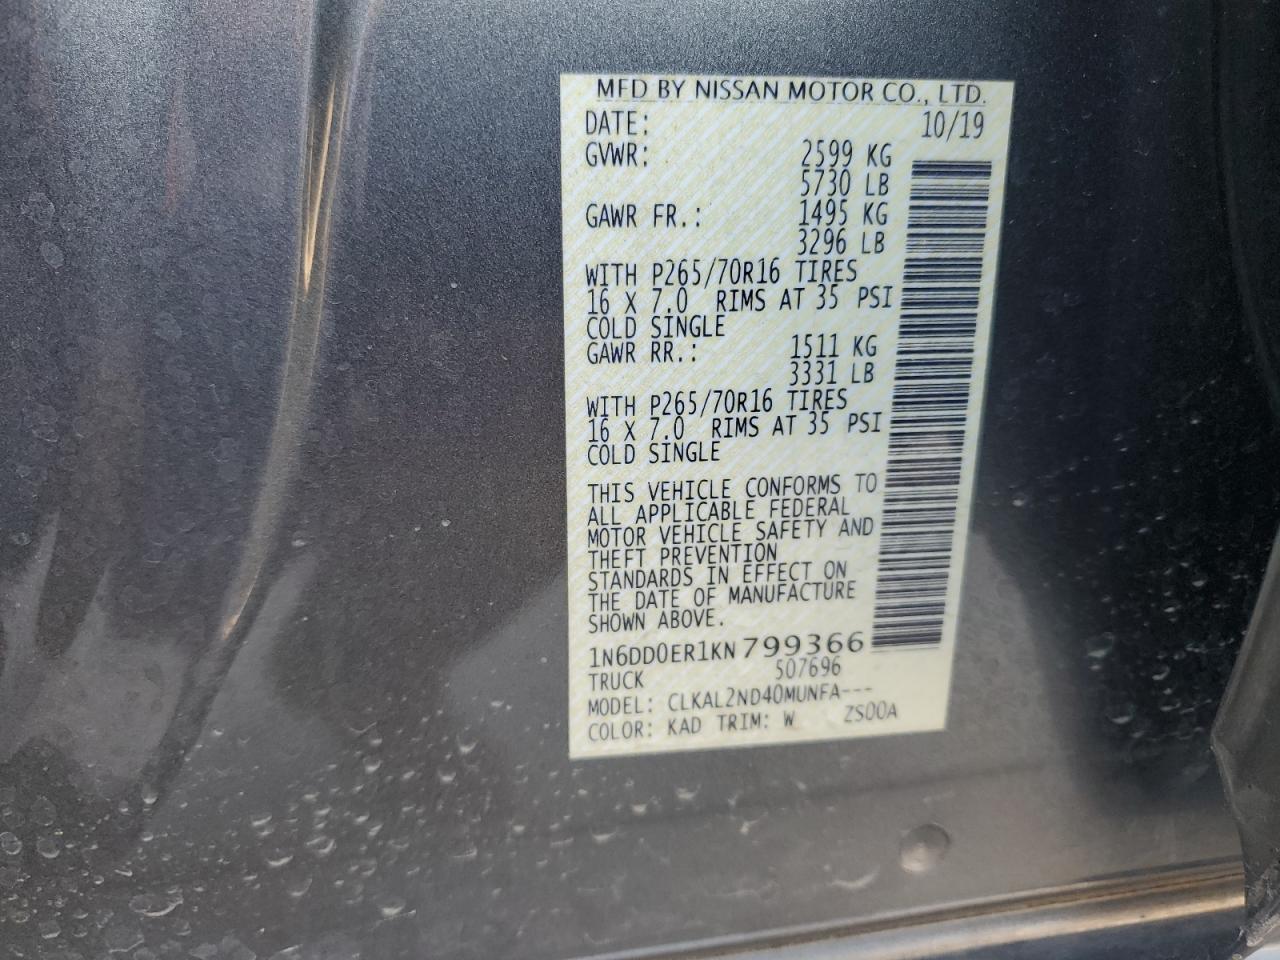 MFD BY NISSAN MOTOR CO., LTD.
DATE: 10/19
GVWR: 2599 KG
5730 LB
GAWR FR.: 1495 KG
3296 LB
WITH P265/70R16 TIRES
16 X 7.0 RIMS AT 35 PSI
COLD SINGLE
GAWR RR.: 1511 KG
3331 LB
WITH P265/70R16 TIRES
16 X 7.0 RIMS AT 35 PSI
COLD SINGLE
THIS VEHICLE CONFORMS TO
ALL APPLICABLE FEDERAL
MOTOR VEHICLE SAFETY AND
THEFT PREVENTION
STANDARDS IN EFFECT ON
THE DATE OF MANUFACTURE
SHOWN ABOVE.
1N6DD0ER1KN799366
TRUCK 507696
MODEL: CLKAL2ND40MUNFA---
COLOR: KAD TRIM: W ZS00A